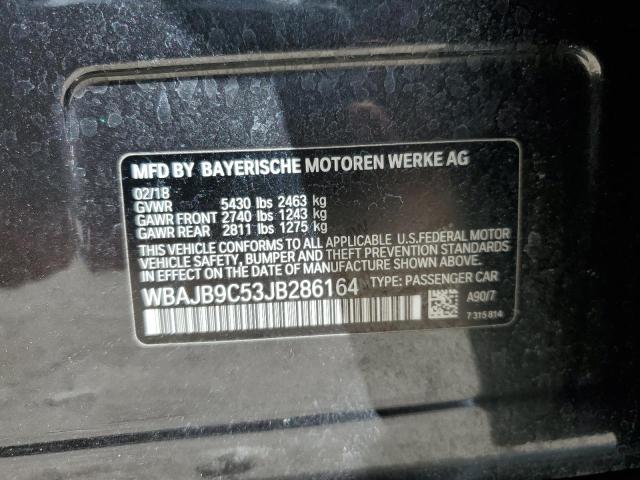 MFD BY BAYERISCHE MOTOREN WERKE AG
02/18
GVWR 5430 lbs 2463 kg
GAWR FRONT 2740 lbs 1243 kg
GAWR REAR 2811 lbs 1275 kg
THIS VEHICLE CONFORMS TO ALL APPLICABLE U.S.FEDERAL MOTOR
VEHICLE SAFETY, BUMPER AND THEFT PREVENTION STANDARDS
IN EFFECT ON THE DATE OF MANUFACTURE SHOWN ABOVE.
WBAJB9C53JB286164 TYPE: PASSENGER CAR
A90/7
7 315 814